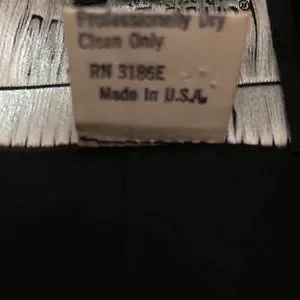 Professionally Dry
Clean Only
RN 3186E
Made In U.S.A.